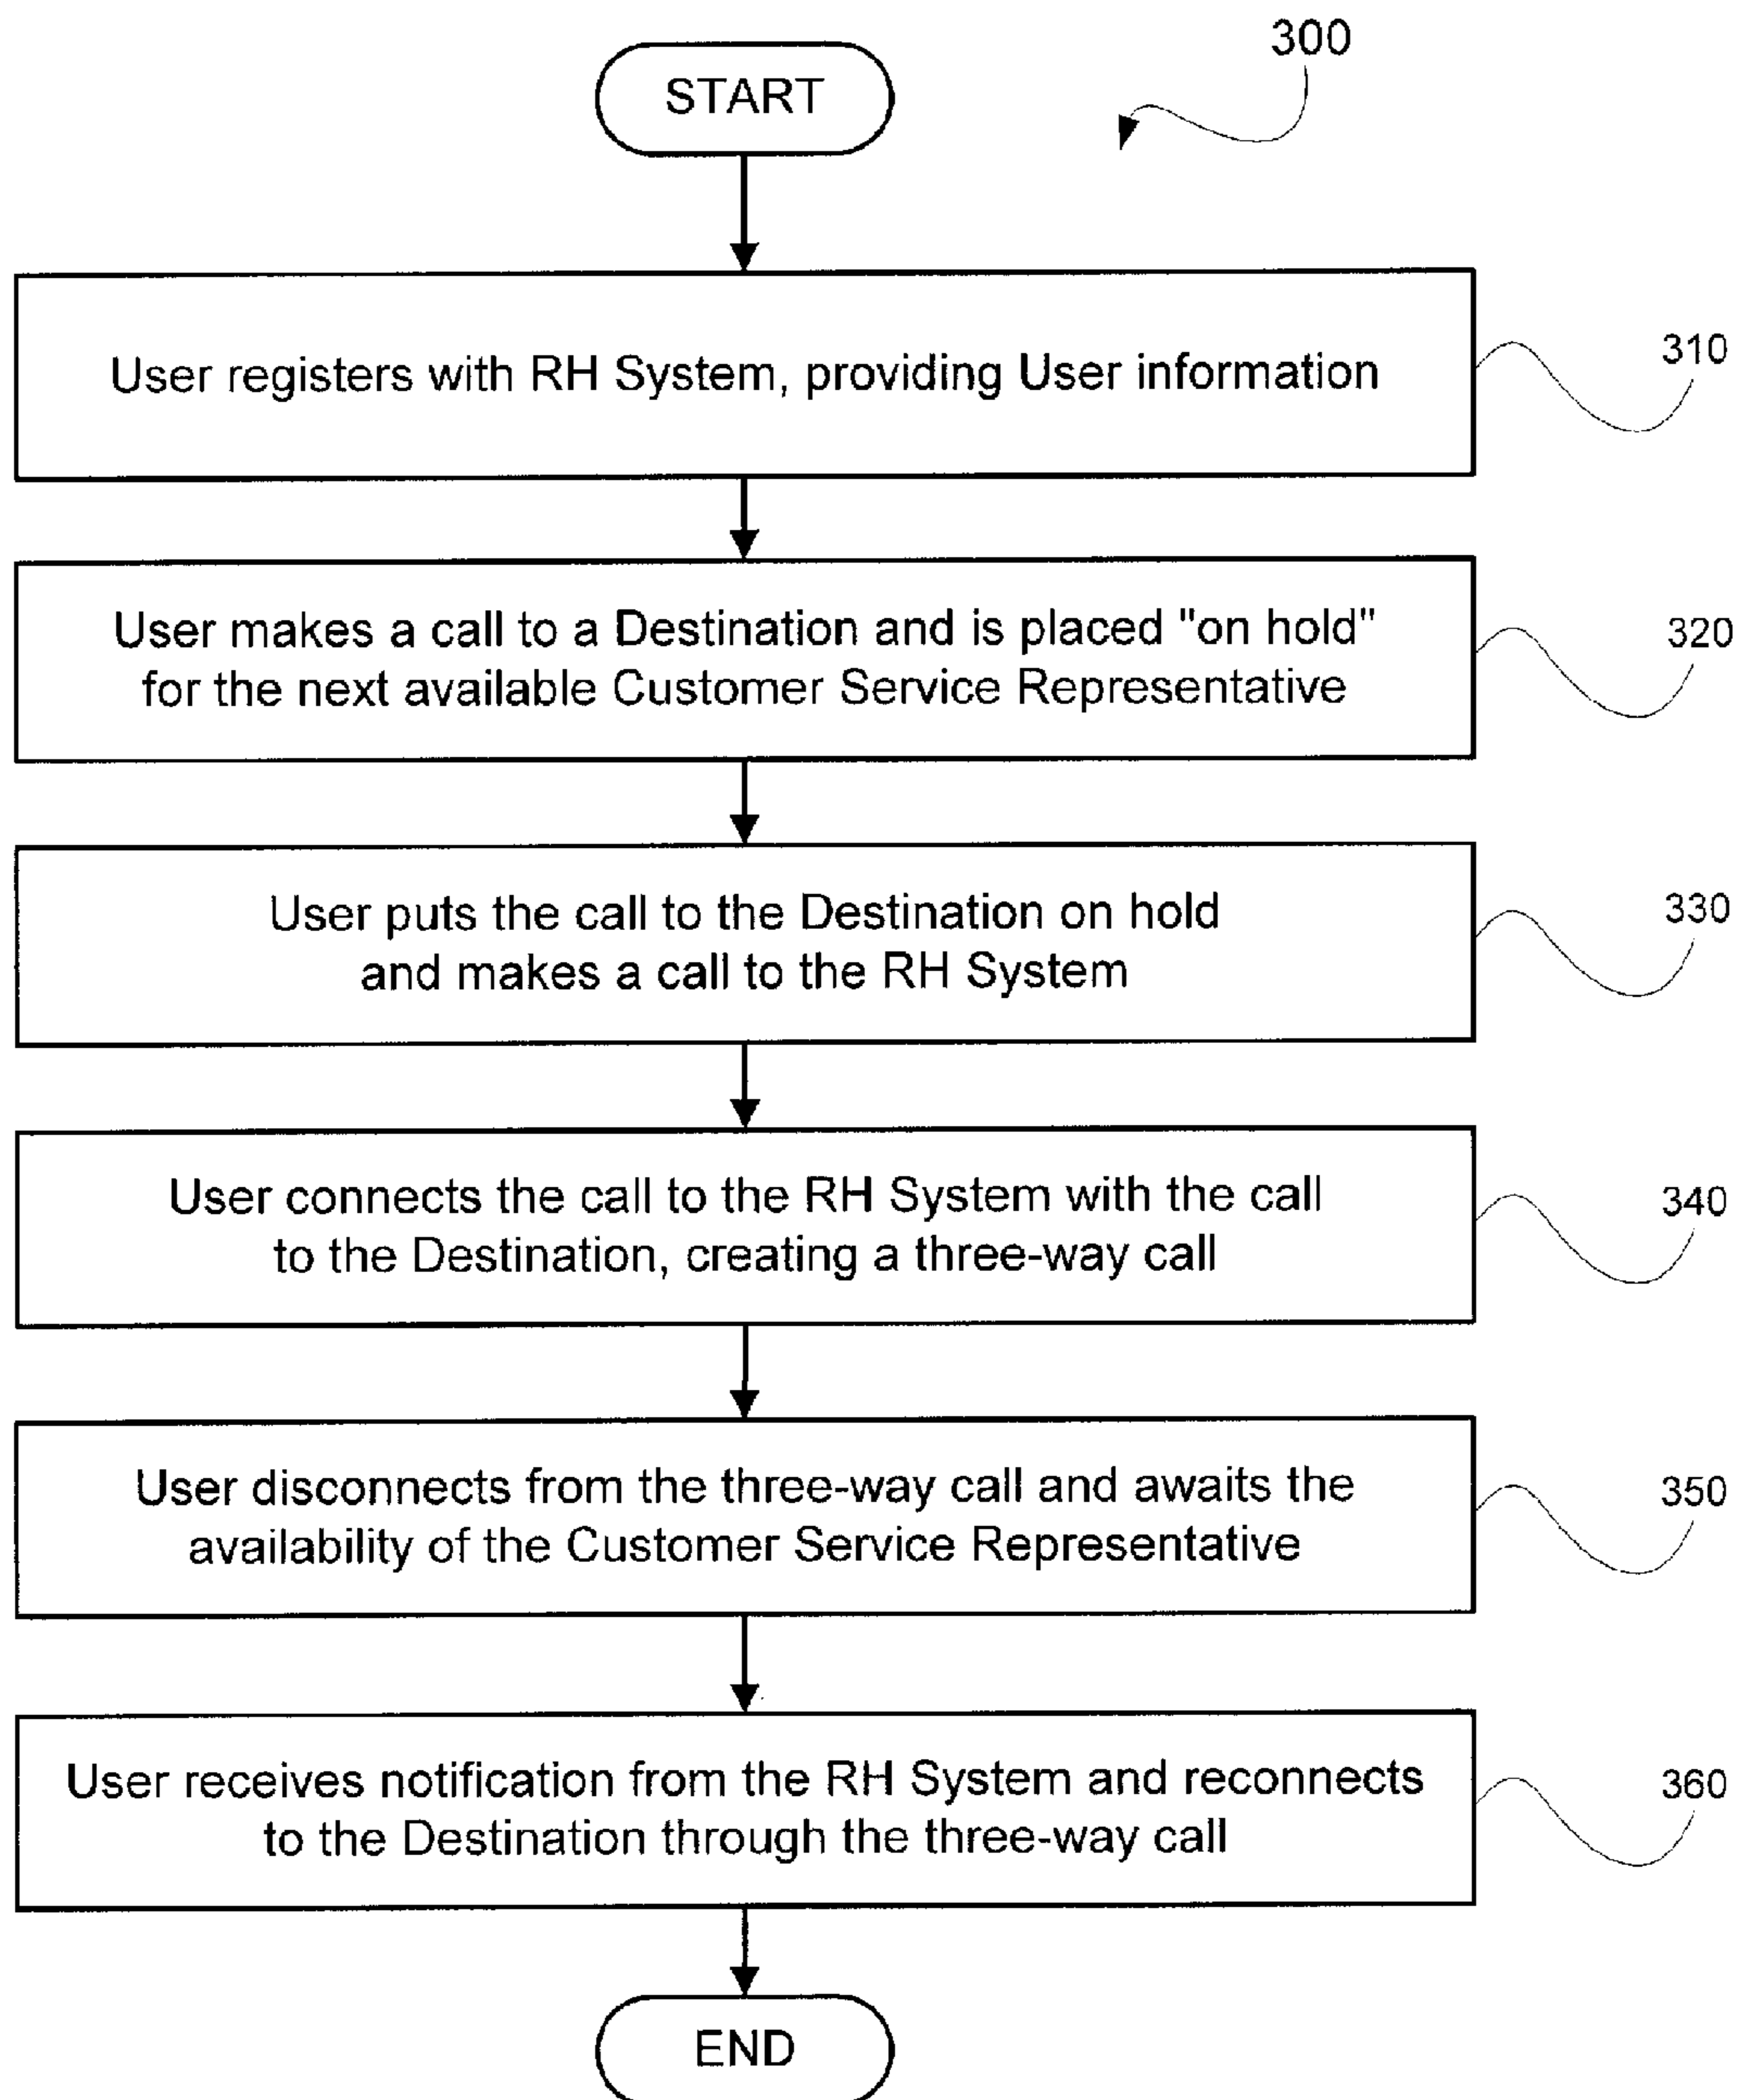 300
START
User registers with RH System, providing User information
310
User makes a call to a Destination and is placed "on hold"
for the next available Customer Service Representative
320
User puts the call to the Destination on hold
and makes a call to the RH System
330
User connects the call to the RH System with the call
to the Destination, creating a three-way call
340
User disconnects from the three-way call and awaits the
availability of the Customer Service Representative
350
User receives notification from the RH System and reconnects
to the Destination through the three-way call
360
END